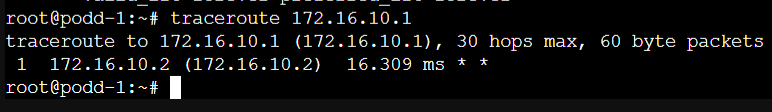 root@podd-1:~# traceroute 172.16.10.1
traceroute to 172.16.10.1 (172.16.10.1), 30 hops max, 60 byte packets
1 172.16.10.2 (172.16.10.2) 16.309 ms * *
root@podd-1:~#